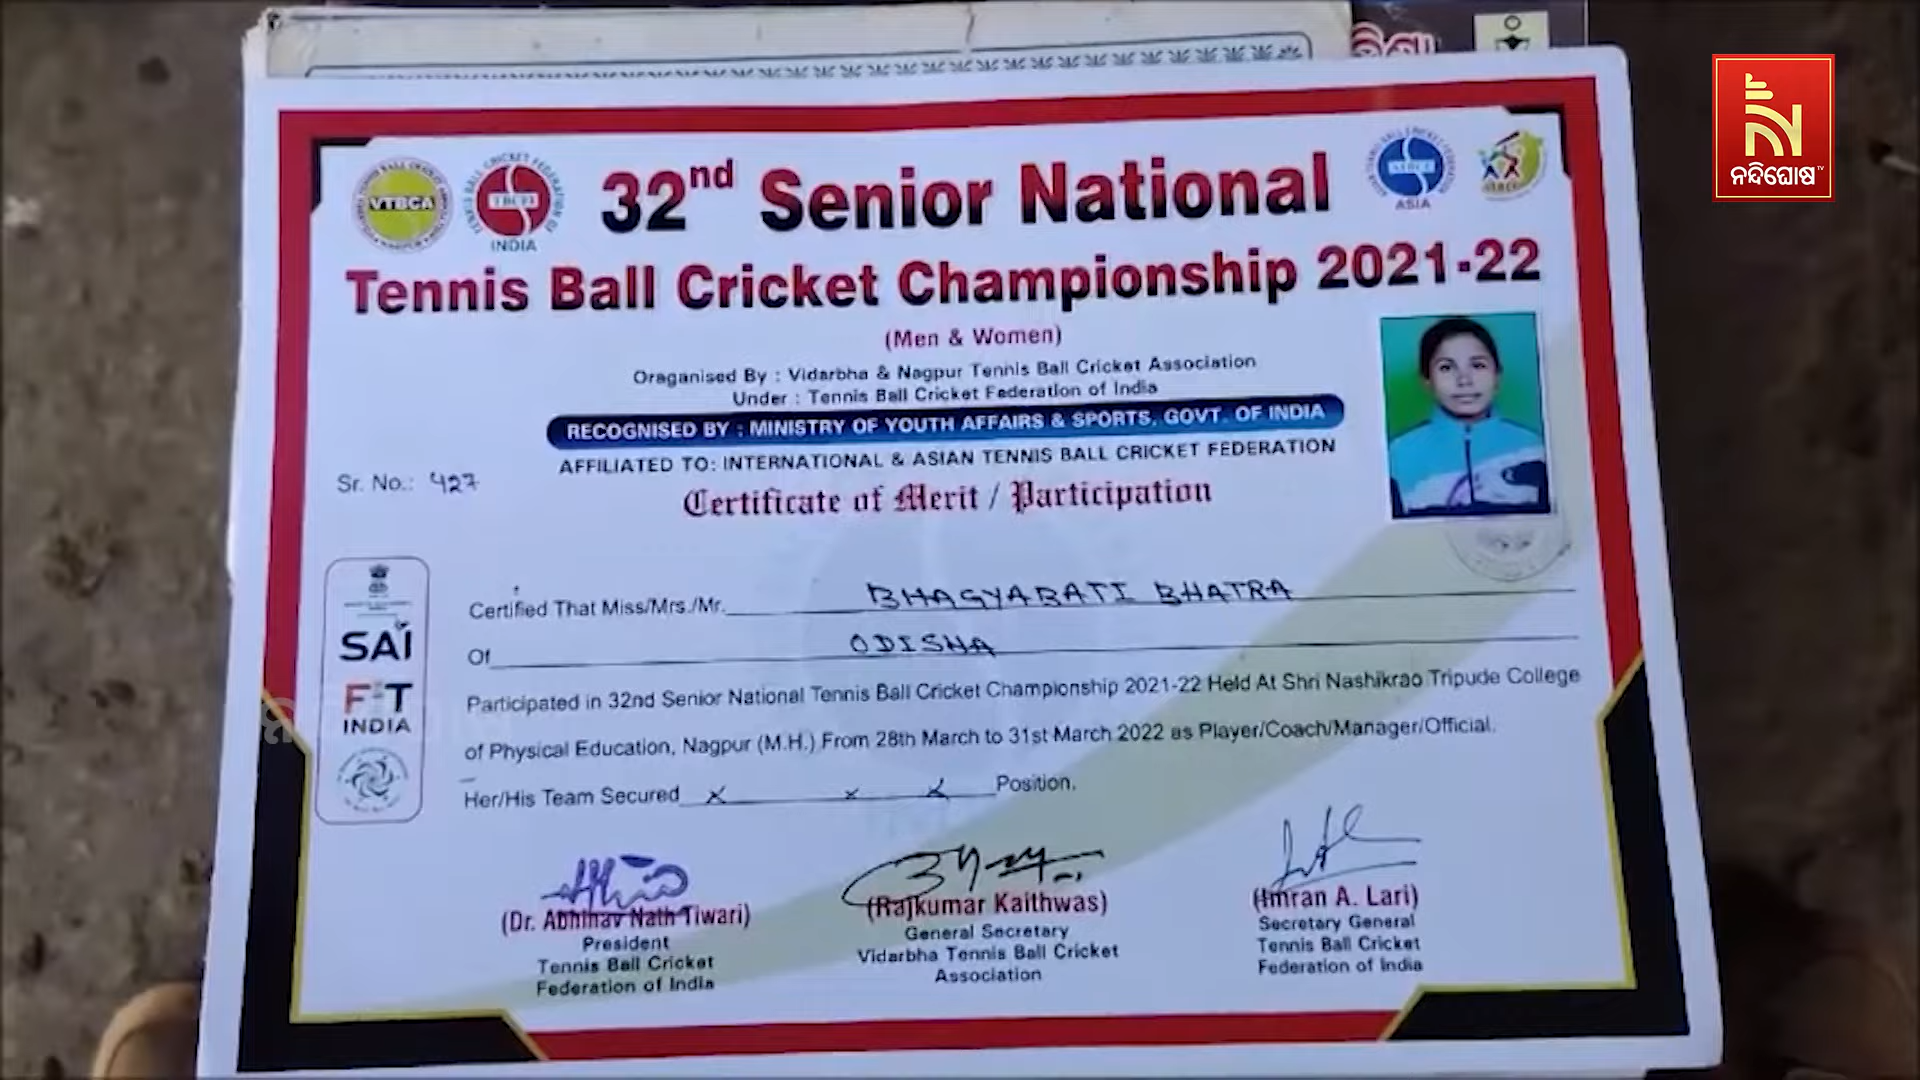 ନନ୍ଦିଘୋଷ TV
VTBCA
INDIA
ASIA
32nd Senior National
Tennis Ball Cricket Championship 2021-22
(Men & Women)
Oraganised By : Vidarbha & Nagpur Tennis Ball Cricket Association
Under : Tennis Ball Cricket Federation of India
RECOGNISED BY : MINISTRY OF YOUTH AFFAIRS & SPORTS, GOVT. OF INDIA
AFFILIATED TO: INTERNATIONAL & ASIAN TENNIS BALL CRICKET FEDERATION
Sr. No.: 427
Certificate of Merit / Participation
SAI
FIT
INDIA
Certified That Miss/Mrs./Mr. BHAGYABATI BHATRA
Of ODISHA
Participated in 32nd Senior National Tennis Ball Cricket Championship 2021-22 Held At Shri Nashikrao Tripude College
of Physical Education, Nagpur (M.H.) From 28th March to 31st March 2022 as Player/Coach/Manager/Official.
Her/His Team Secured x x x Position.
(Dr. Abhinav Nath Tiwari)
President
Tennis Ball Cricket
Federation of India
(Rajkumar Kaithwas)
General Secretary
Vidarbha Tennis Ball Cricket
Association
(Imran A. Lari)
Secretary General
Tennis Ball Cricket
Federation of India